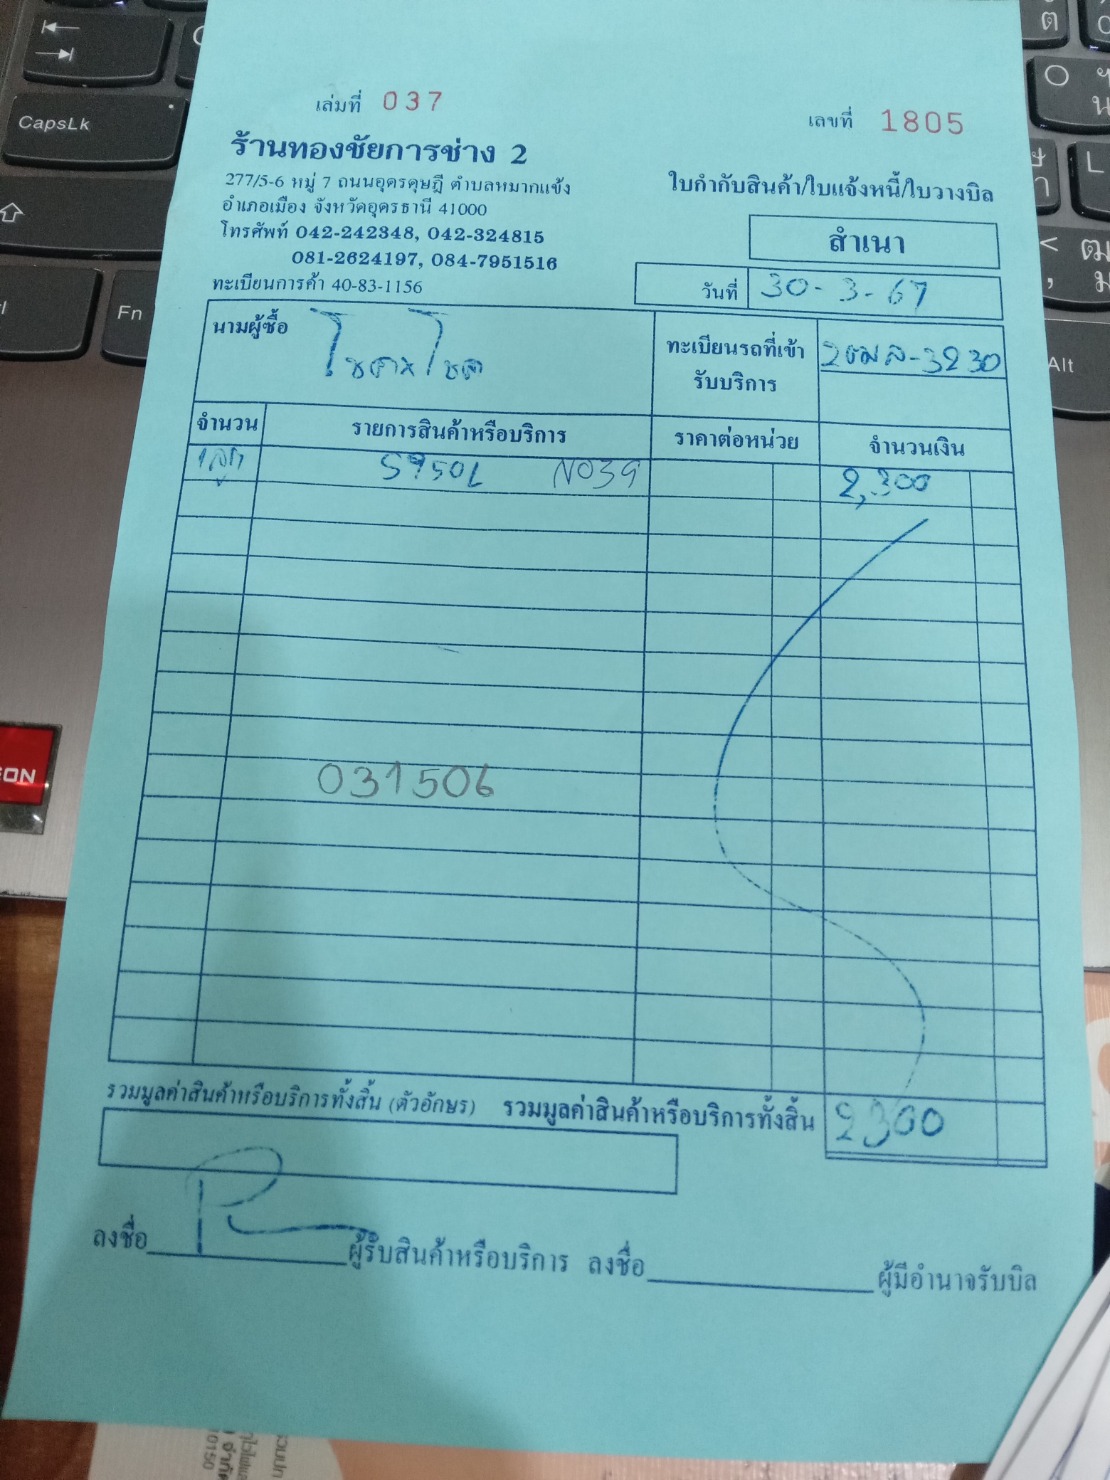 เล่มที่ 037
เลขที่ 1805
ร้านทองชัยการช่าง 2
277/5-6 หมู่ 7 ถนนอุดรดุษฎี ตำบลหมากแข้ง
อำเภอเมือง จังหวัดอุดรธานี 41000
โทรศัพท์ 042-242348, 042-324815
081-2624197, 084-7951516
ทะเบียนการค้า 40-83-1156
ใบกำกับสินค้า/ใบแจ้งหนี้/ใบวางบิล
สำเนา
วันที่ 30-3-67
นามผู้ซื้อ
ทะเบียนรถที่เข้า
รับบริการ
จำนวน รายการสินค้าหรือบริการ ราคาต่อหน่วย จำนวนเงิน
1ลูก 2,300
031506
รวมมูลค่าสินค้าหรือบริการทั้งสิ้น (ตัวอักษร) รวมมูลค่าสินค้าหรือบริการทั้งสิ้น 2300
ลงชื่อ ผู้รับสินค้าหรือบริการ ลงชื่อ ผู้มีอำนาจรับบิล
CapsLk
Fn
Alt
L